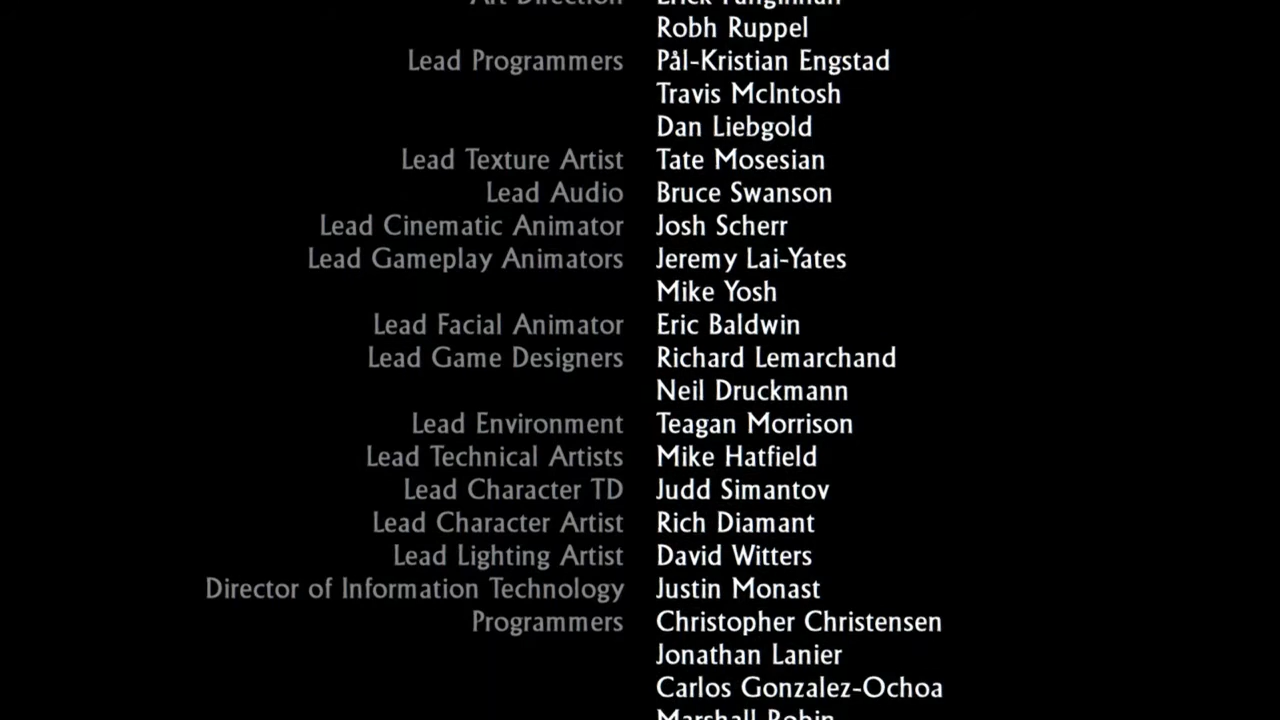 Art Direction
Robh Ruppel
Lead Programmers Pål-Kristian Engstad
Travis McIntosh
Dan Liebgold
Lead Texture Artist Tate Mosesian
Lead Audio Bruce Swanson
Lead Cinematic Animator Josh Scherr
Lead Gameplay Animators Jeremy Lai-Yates
Mike Yosh
Lead Facial Animator Eric Baldwin
Lead Game Designers Richard Lemarchand
Neil Druckmann
Lead Environment Teagan Morrison
Lead Technical Artists Mike Hatfield
Lead Character TD Judd Simantov
Lead Character Artist Rich Diamant
Lead Lighting Artist David Witters
Director of Information Technology Justin Monast
Programmers Christopher Christensen
Jonathan Lanier
Carlos Gonzalez-Ochoa
Marshall Robin